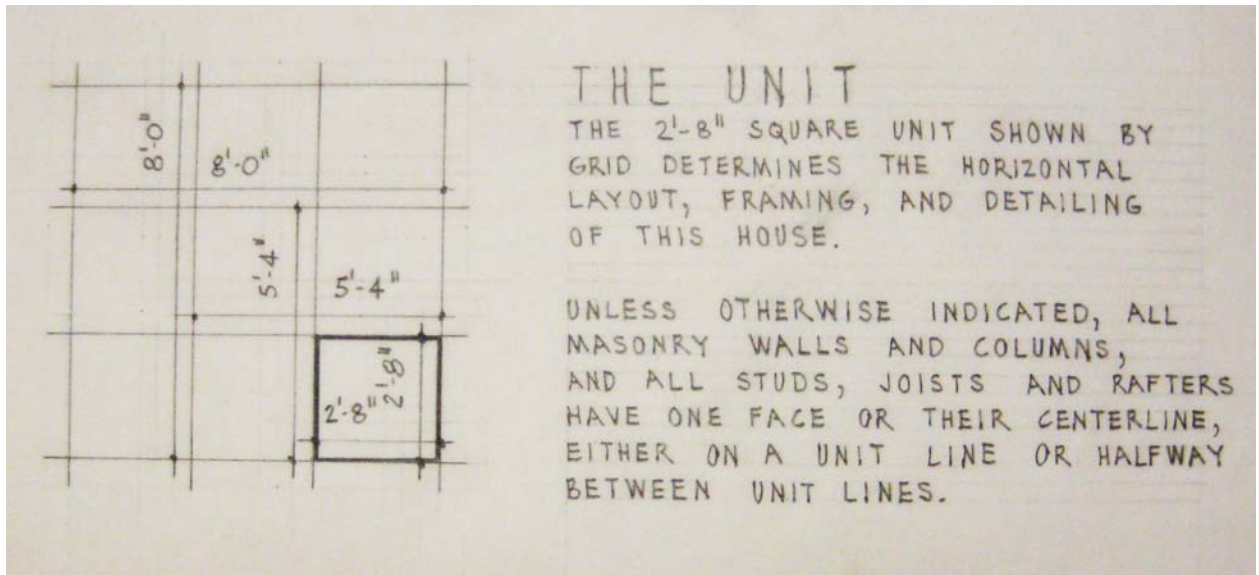 THE UNIT
THE 2'-8" SQUARE UNIT SHOWN BY
GRID DETERMINES THE HORIZONTAL
LAYOUT, FRAMING, AND DETAILING
OF THIS HOUSE.
UNLESS OTHERWISE INDICATED, ALL
MASONRY WALLS AND COLUMNS,
AND ALL STUDS, JOISTS AND RAFTERS
HAVE ONE FACE OR THEIR CENTERLINE,
EITHER ON A UNIT LINE OR HALFWAY
BETWEEN UNIT LINES.
8'-0"
8'-0"
5'-4"
5'-4"
2'-8"
2'-8"